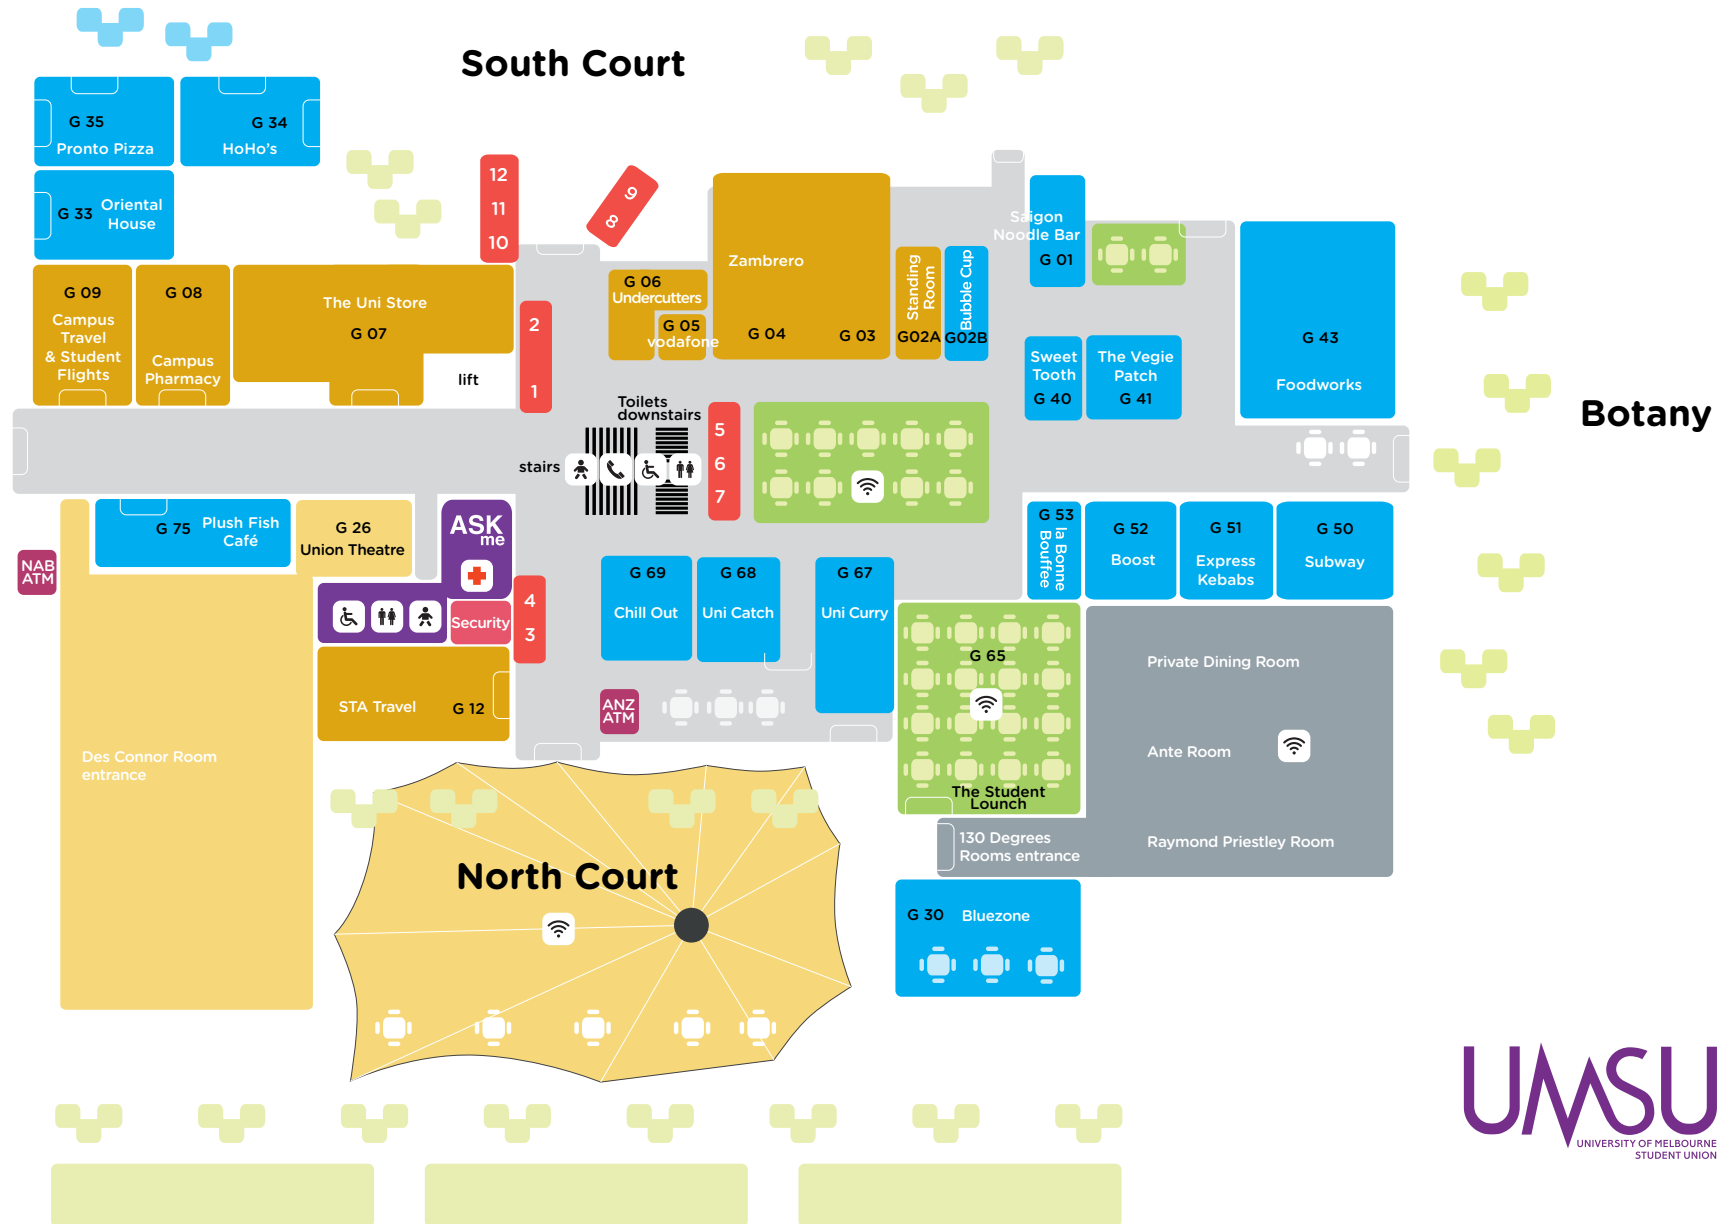 South Court
G 35
Pronto Pizza
G 34
HoHo's
G 33
Oriental
House
12
11
10
9
8
G 09
Campus
Travel
& Student
Flights
G 08
Campus
Pharmacy
The Uni Store
G 07
lift
2
1
G 06
Undercutters
G 05
vodafone
Zambrero
G 04
G 03
Standing
Room
G02A
Bubble Cup
G02B
Saigon
Noodle Bar
G 01
Sweet
Tooth
G 40
The Vegie
Patch
G 41
G 43
Foodworks
Botany
Toilets
downstairs
stairs
5
6
7
NAB
ATM
G 75
Plush Fish
Café
G 26
Union Theatre
ASK
me
Security
4
3
STA Travel
G 12
Des Connor Room
entrance
G 69
Chill Out
G 68
Uni Catch
G 67
Uni Curry
ANZ
ATM
G 53
la Bonne
Bouffee
G 52
Boost
G 51
Express
Kebabs
G 50
Subway
G 65
The Student
Lounch
Private Dining Room
Ante Room
Raymond Priestley Room
130 Degrees
Rooms entrance
North Court
G 30
Bluezone
UMSU
UNIVERSITY OF MELBOURNE
STUDENT UNION